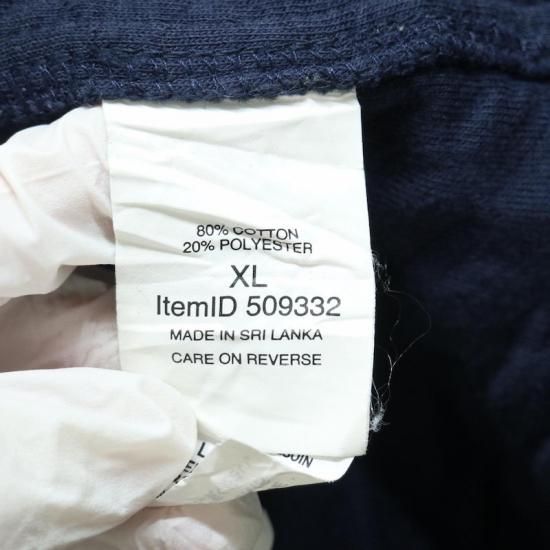 80% COTTON
20% POLYESTER
XL
ItemID 509332
MADE IN SRI LANKA
CARE ON REVERSE